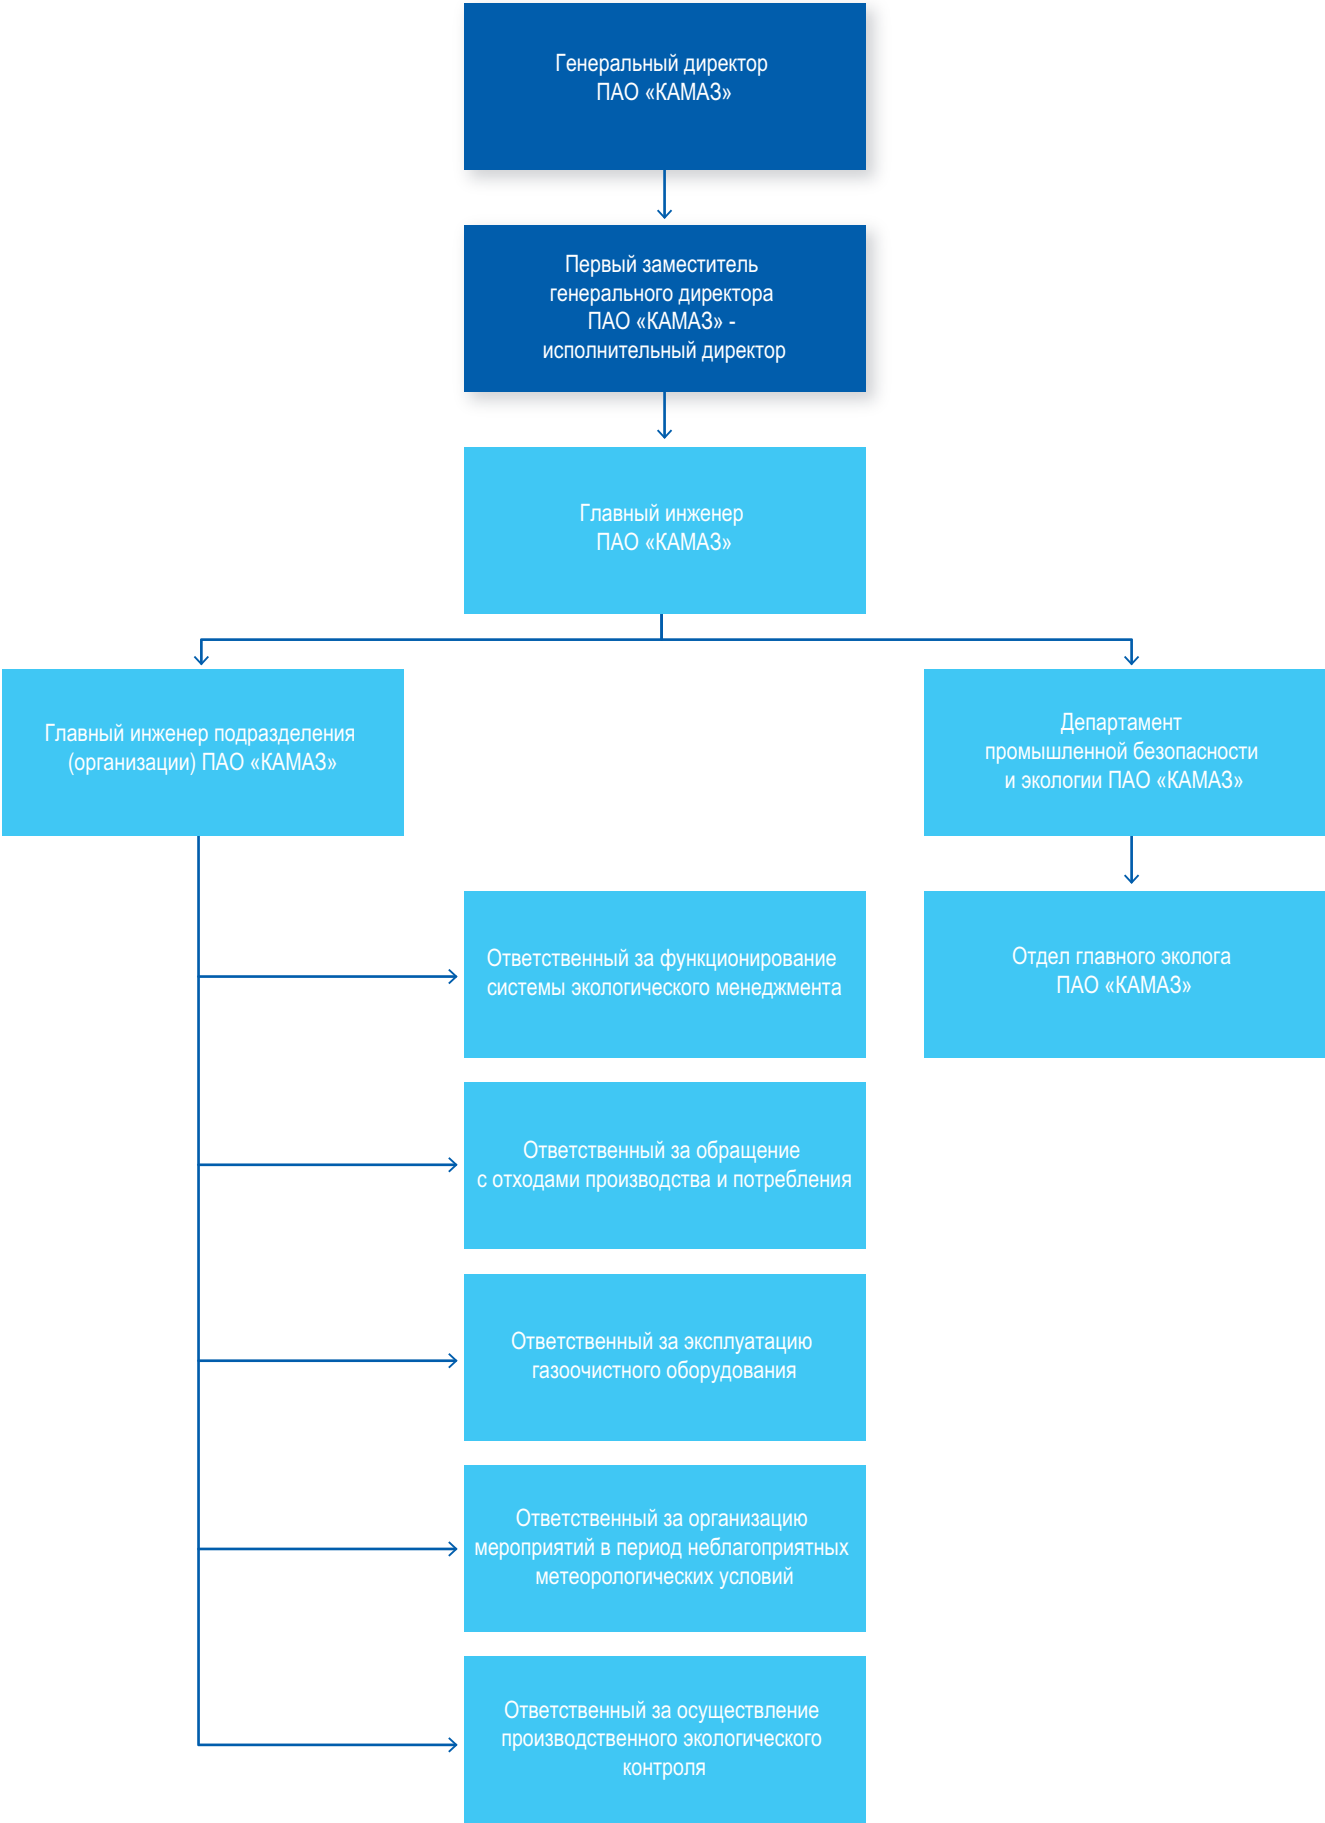 Генеральный директор
ПАО «КАМАЗ»
Первый заместитель
генерального директора
ПАО «КАМАЗ» -
исполнительный директор
Главный инженер
ПАО «КАМАЗ»
Главный инженер подразделения
(организации) ПАО «КАМАЗ»
Департамент
промышленной безопасности
и экологии ПАО «КАМАЗ»
Ответственный за функционирование
системы экологического менеджмента
Отдел главного эколога
ПАО «КАМАЗ»
Ответственный за обращение
с отходами производства и потребления
Ответственный за эксплуатацию
газоочистного оборудования
Ответственный за организацию
мероприятий в период неблагоприятных
метеорологических условий
Ответственный за осуществление
производственного экологического
контроля